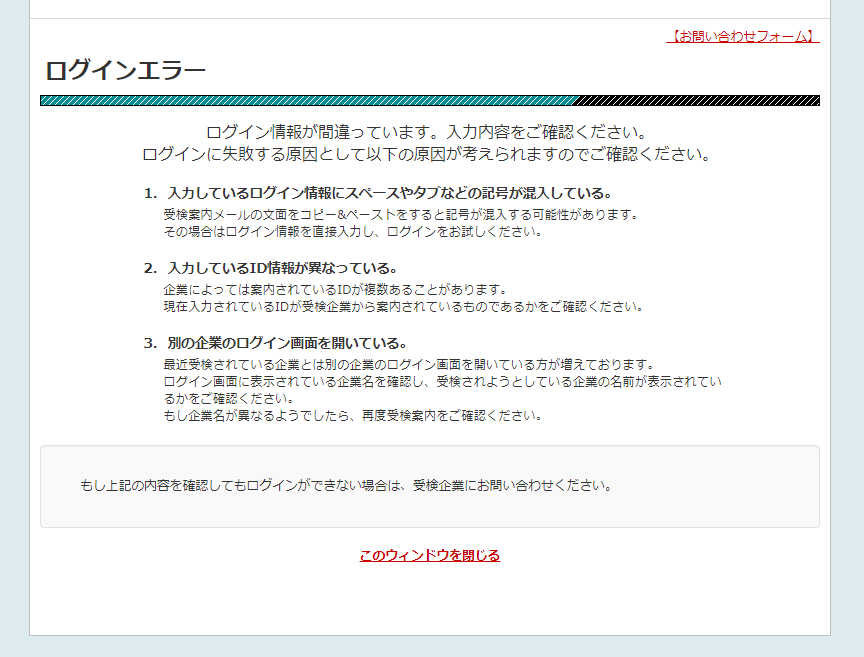 【お問い合わせフォーム】
ログインエラー
ログイン情報が間違っています。入力内容をご確認ください。
ログインに失敗する原因として以下の原因が考えられますのでご確認ください。
1. 入力しているログイン情報にスペースやタブなどの記号が混入している。
受検案内メールの文面をコピー&ペーストをすると記号が混入する可能性があります。
その場合はログイン情報を直接入力し、ログインをお試しください。
2. 入力しているID情報が異なっている。
企業によっては案内されているIDが複数あることがあります。
現在入力されているIDが受検企業から案内されているものであるかをご確認ください。
3. 別の企業のログイン画面を開いている。
最近受検されている企業とは別の企業のログイン画面を開いている方が増えております。
ログイン画面に表示されている企業名を確認し、受検されようとしている企業の名前が表示されてい
るかをご確認ください。
もし企業名が異なるようでしたら、再度受検案内をご確認ください。
もし上記の内容を確認してもログインができない場合は、受検企業にお問い合わせください。
このウィンドウを閉じる